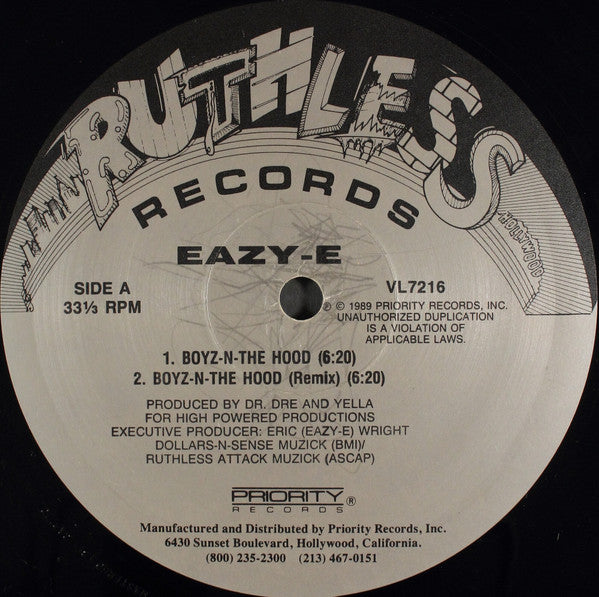 RUTHLESS
RECORDS
HOLLYWOOD
EAZY-E
SIDE A
33⅓ RPM
VL7216
℗ © 1989 PRIORITY RECORDS, INC.
UNAUTHORIZED DUPLICATION
IS A VIOLATION OF
APPLICABLE LAWS.
1. BOYZ-N-THE HOOD (6:20)
2. BOYZ-N-THE HOOD (Remix) (6:20)
PRODUCED BY DR. DRE AND YELLA
FOR HIGH POWERED PRODUCTIONS
EXECUTIVE PRODUCER: ERIC (EAZY-E) WRIGHT
DOLLARS-N-SENSE MUZICK (BMI)/
RUTHLESS ATTACK MUZICK (ASCAP)
PRIORITY®
RECORDS
Manufactured and Distributed by Priority Records, Inc.
6430 Sunset Boulevard, Hollywood, California.
(800) 235-2300 (213) 467-0151